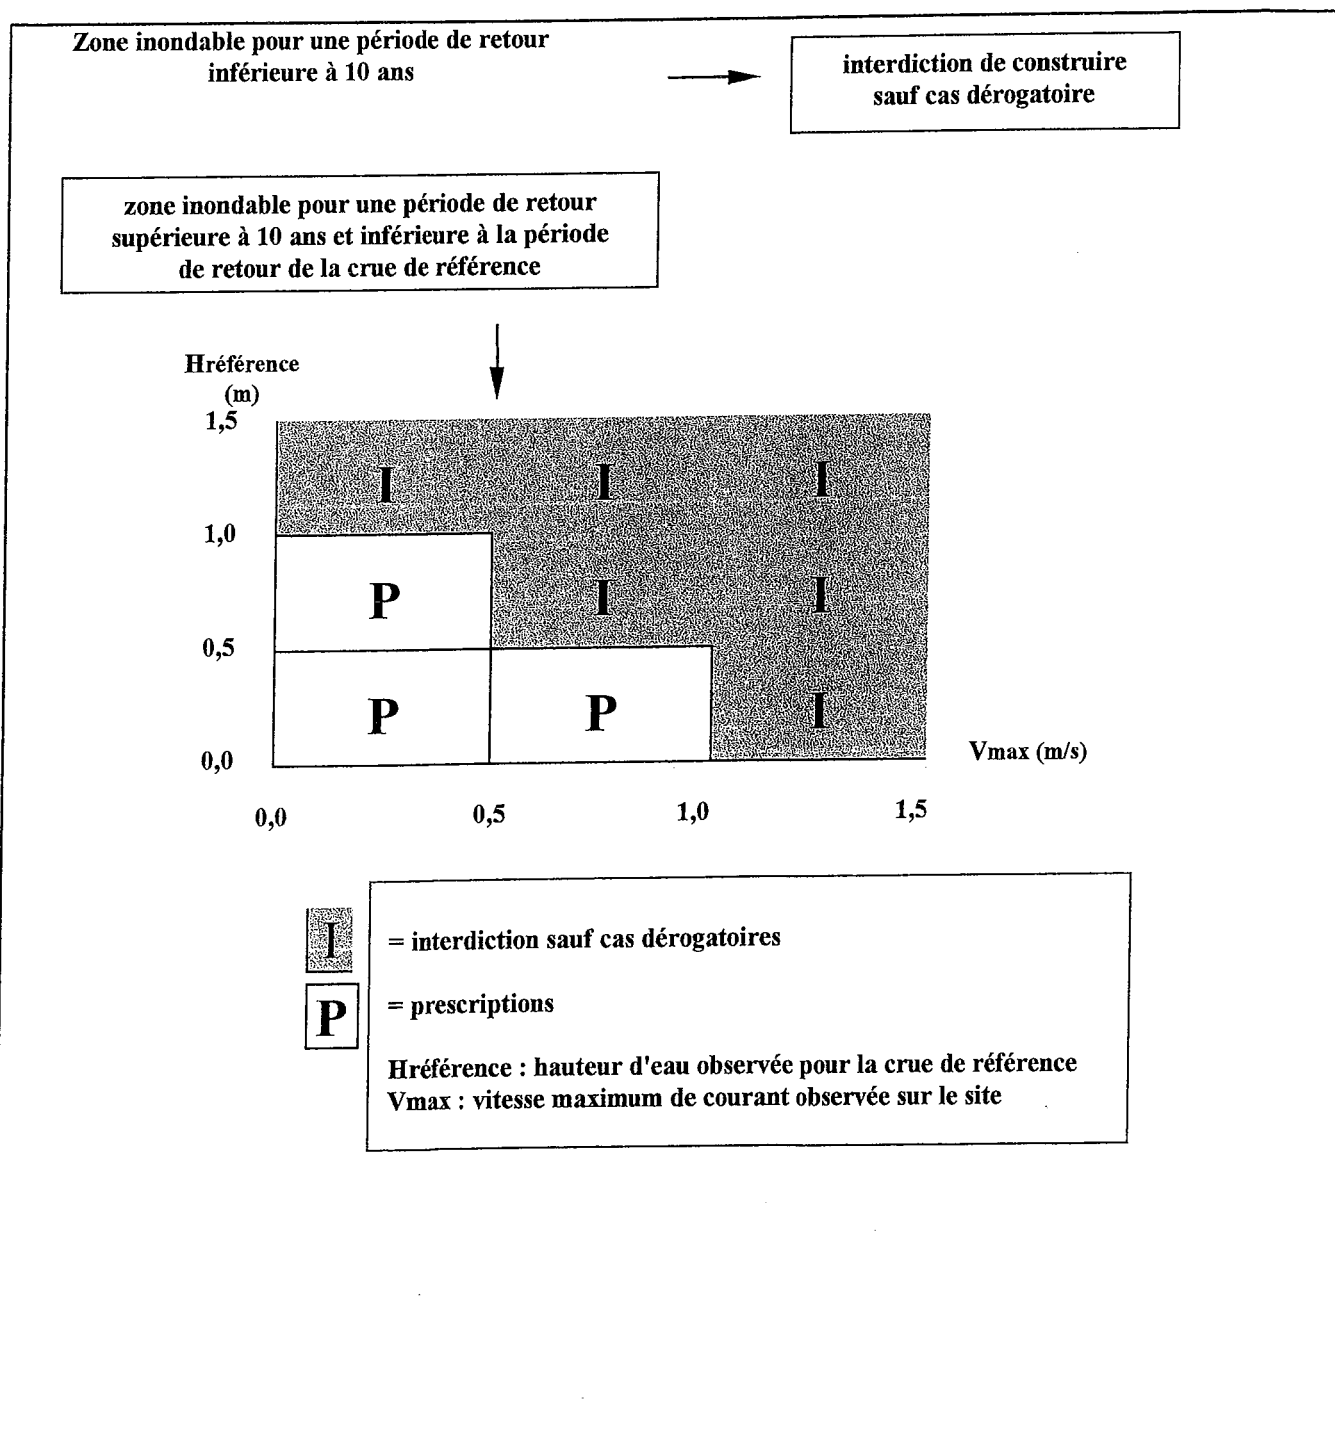 Zone inondable pour une période de retour
inférieure à 10 ans
interdiction de construire
sauf cas dérogatoire
zone inondable pour une période de retour
supérieure à 10 ans et inférieure à la période
de retour de la crue de référence
Hréférence
(m)
1,5
I I I
1,0
P I I
0,5
P P I
0,0
Vmax (m/s)
0,0 0,5 1,0 1,5
I = interdiction sauf cas dérogatoires
P = prescriptions
Hréférence : hauteur d'eau observée pour la crue de référence
Vmax : vitesse maximum de courant observée sur le site